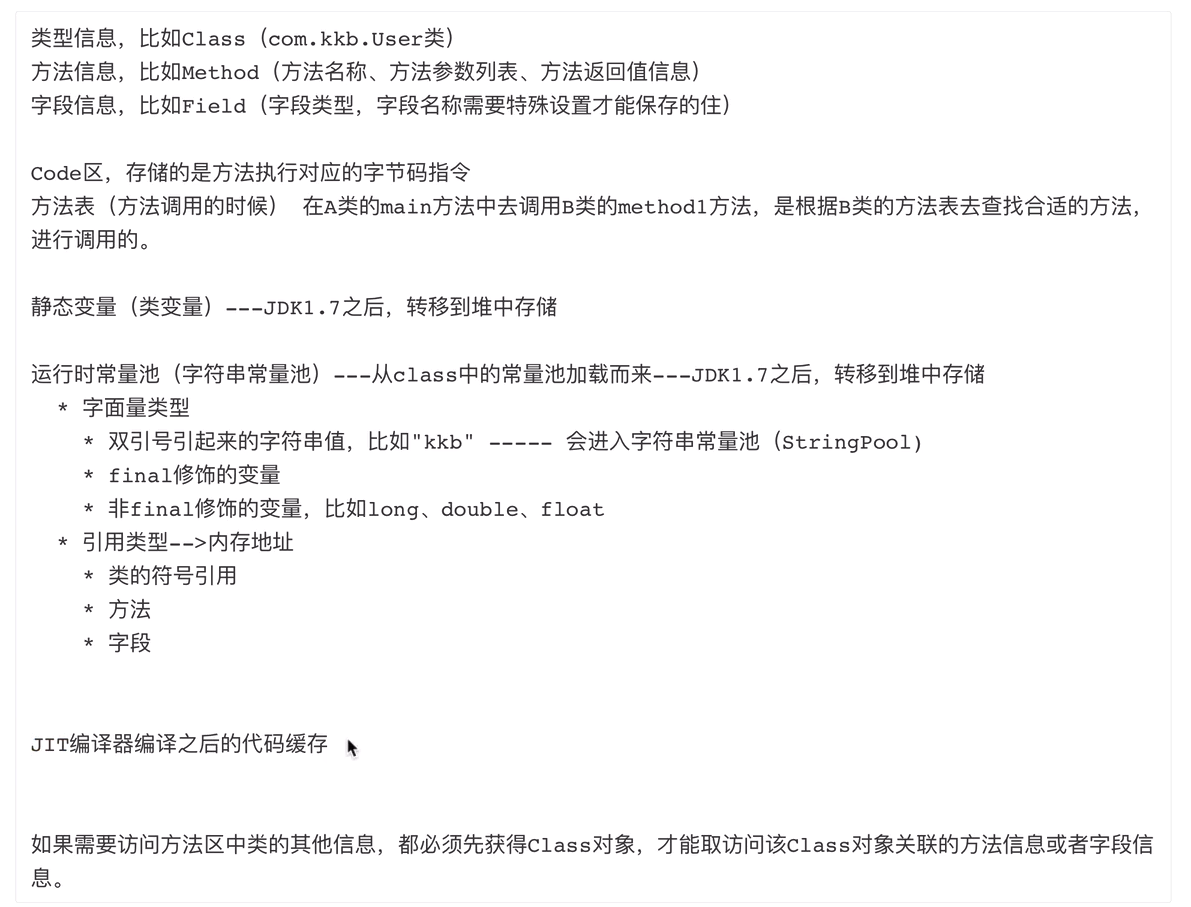 类型信息，比如Class（com.kkb.User类）
方法信息，比如Method（方法名称、方法参数列表、方法返回值信息）
字段信息，比如Field（字段类型，字段名称需要特殊设置才能保存的住）
Code区，存储的是方法执行对应的字节码指令
方法表（方法调用的时候） 在A类的main方法中去调用B类的method1方法，是根据B类的方法表去查找合适的方法，
进行调用的。
静态变量（类变量）---JDK1.7之后，转移到堆中存储
运行时常量池（字符串常量池）---从class中的常量池加载而来---JDK1.7之后，转移到堆中存储
* 字面量类型
* 双引号引起来的字符串值，比如"kkb" ----- 会进入字符串常量池（StringPool）
* final修饰的变量
* 非final修饰的变量，比如long、double、float
* 引用类型-->内存地址
* 类的符号引用
* 方法
* 字段
JIT编译器编译之后的代码缓存
如果需要访问方法区中类的其他信息，都必须先获得Class对象，才能取访问该Class对象关联的方法信息或者字段信
息。